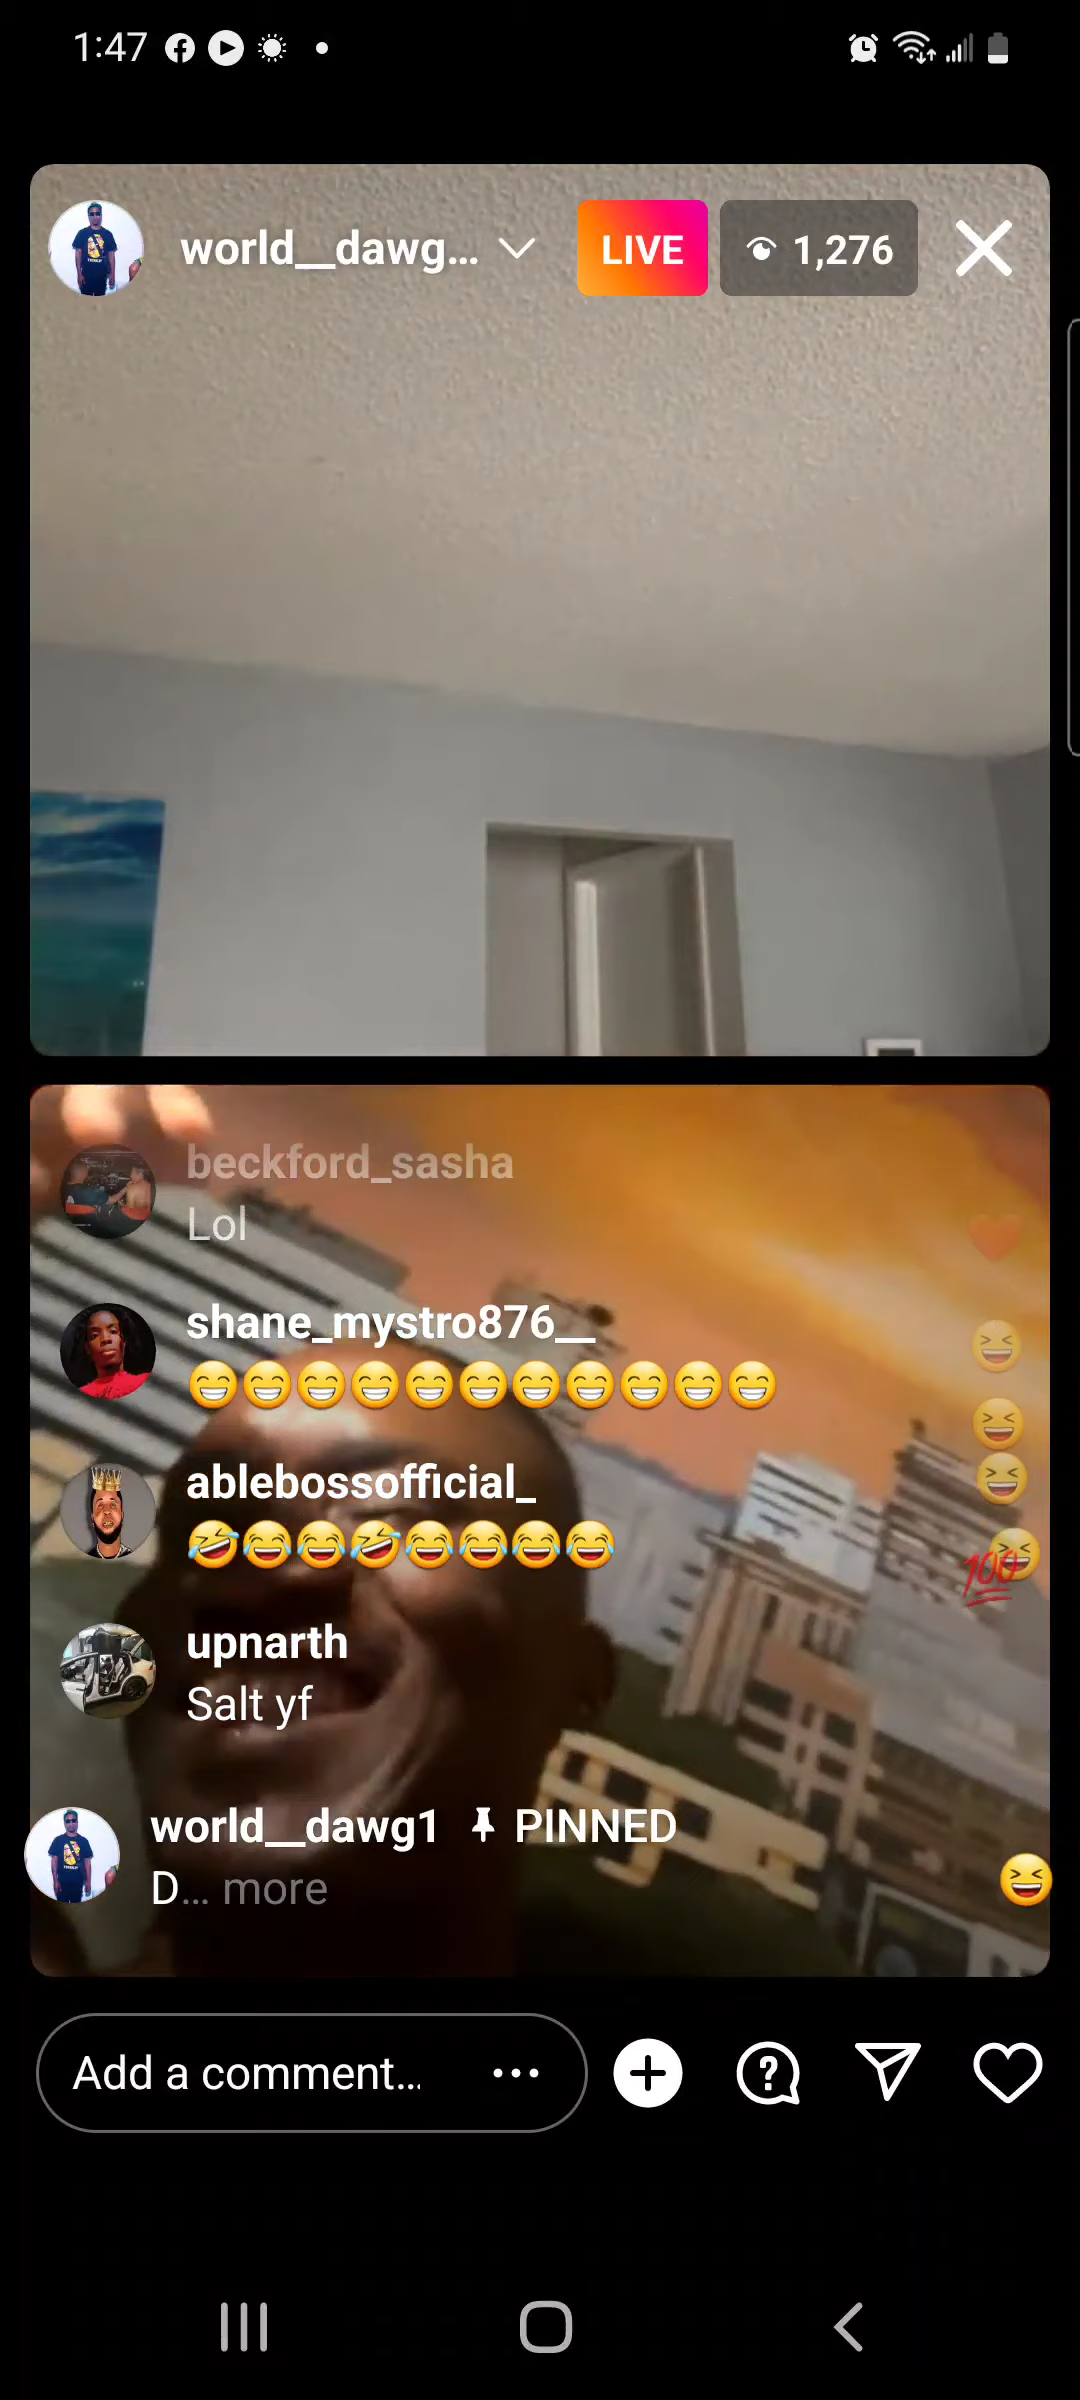 1:47
world__dawg...
LIVE
1,276
beckford_sasha
Lol
shane_mystro876__
😁😁😁😁😁😁😁😁😁😁😁
ablebossofficial_
🤣😂😂🤣😂😂😂😂
upnarth
Salt yf
world__dawg1 📌 PINNED
D... more
Add a comment...